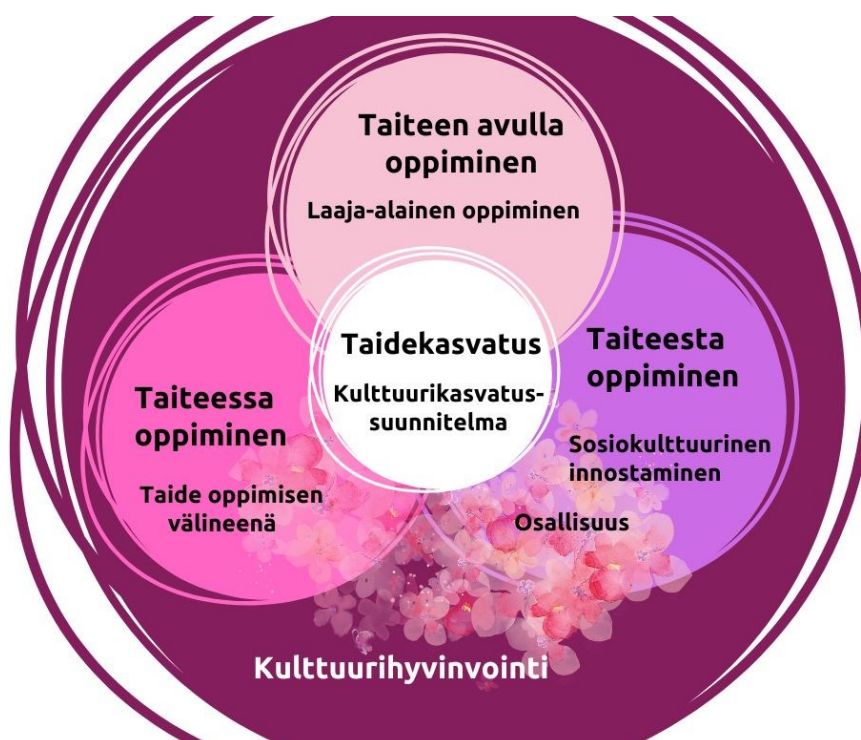 Taiteen avulla
oppiminen
Laaja-alainen oppiminen
Taidekasvatus
Kulttuurikasvatus-
suunnitelma
Taiteessa
oppiminen
Taide oppimisen
välineenä
Taiteesta
oppiminen
Sosiokulttuurinen
innostaminen
Osallisuus
Kulttuurihyvinvointi